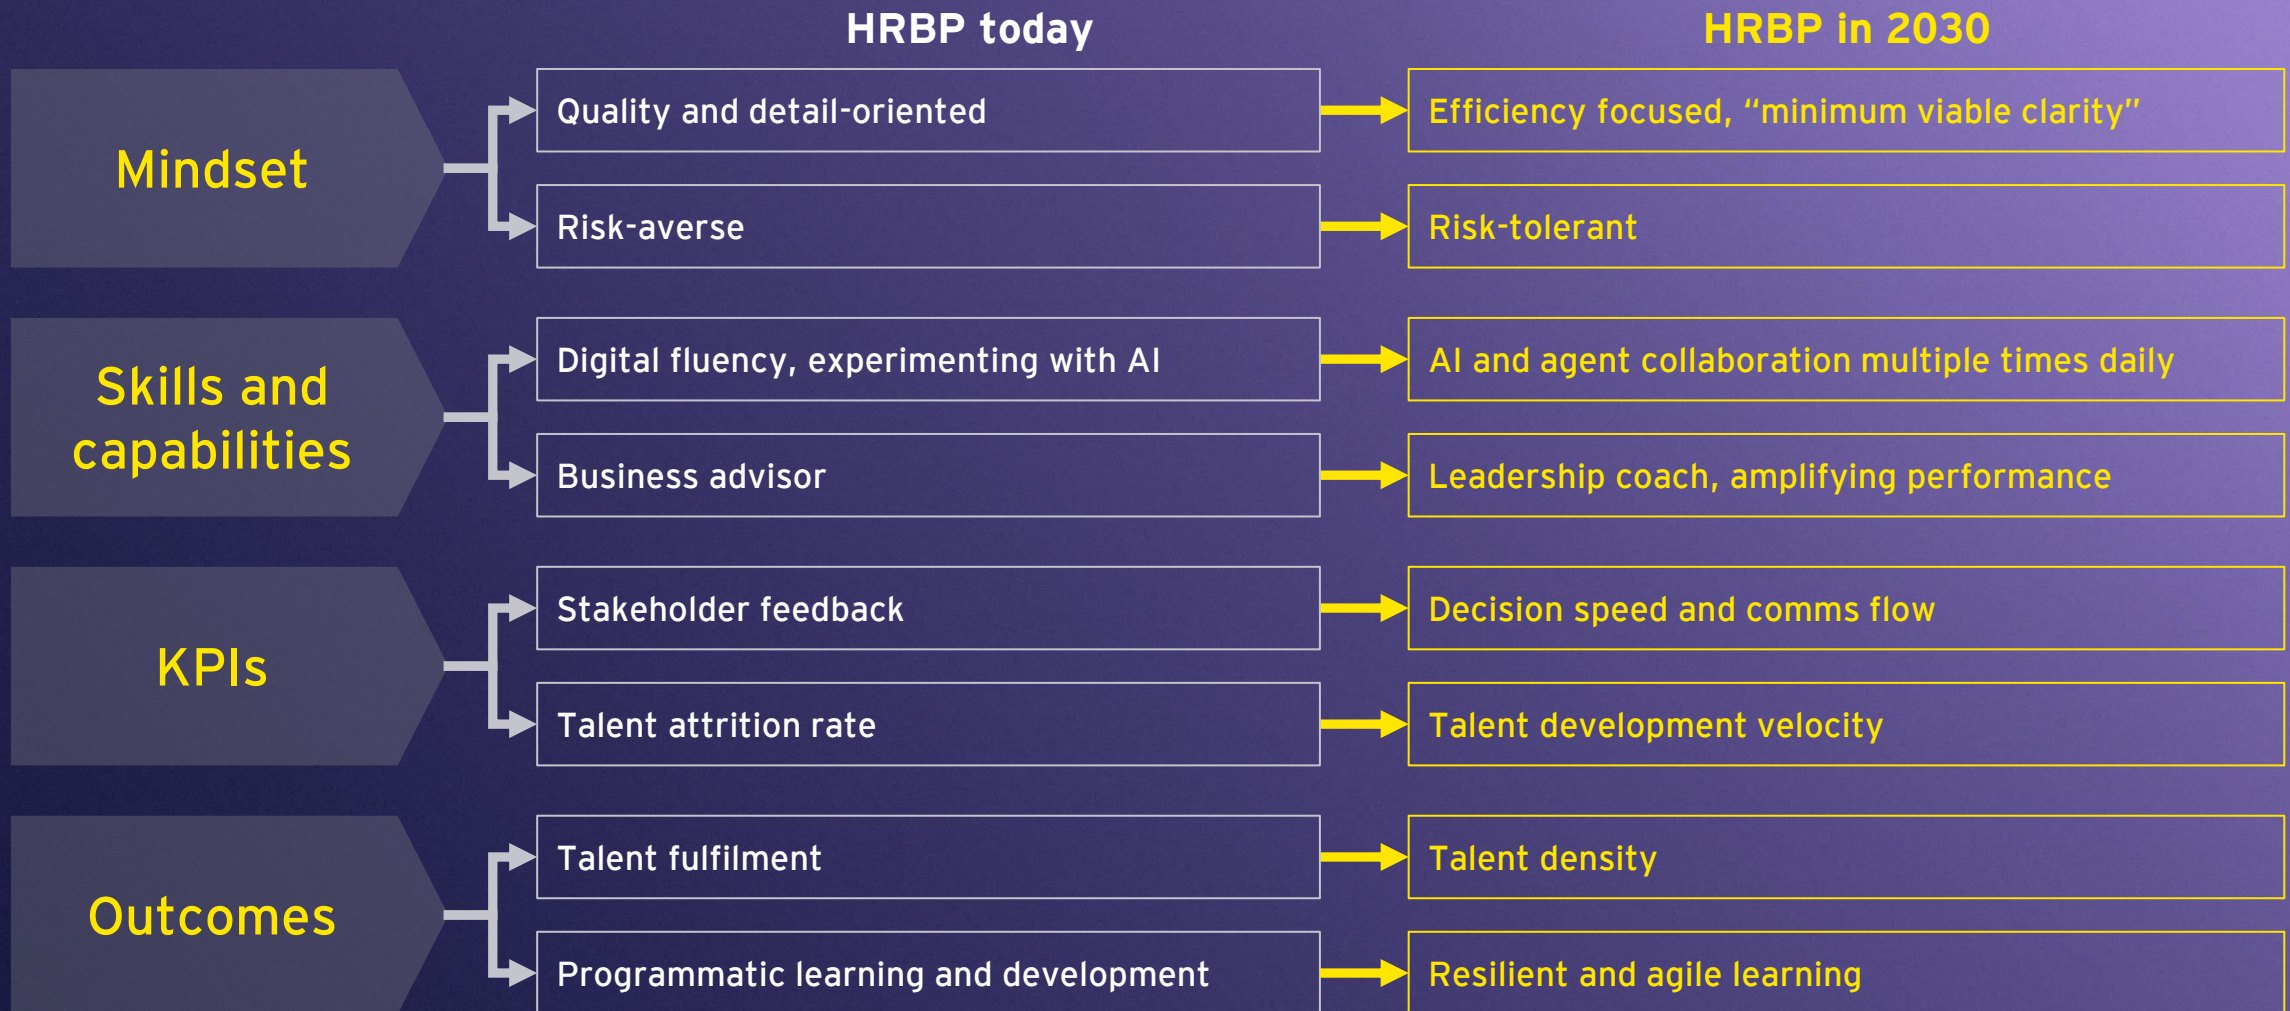 HRBP today
HRBP in 2030
Mindset
Quality and detail-oriented
Efficiency focused, “minimum viable clarity”
Risk-averse
Risk-tolerant
Skills and
capabilities
Digital fluency, experimenting with AI
AI and agent collaboration multiple times daily
Business advisor
Leadership coach, amplifying performance
KPIs
Stakeholder feedback
Decision speed and comms flow
Talent attrition rate
Talent development velocity
Outcomes
Talent fulfilment
Talent density
Programmatic learning and development
Resilient and agile learning